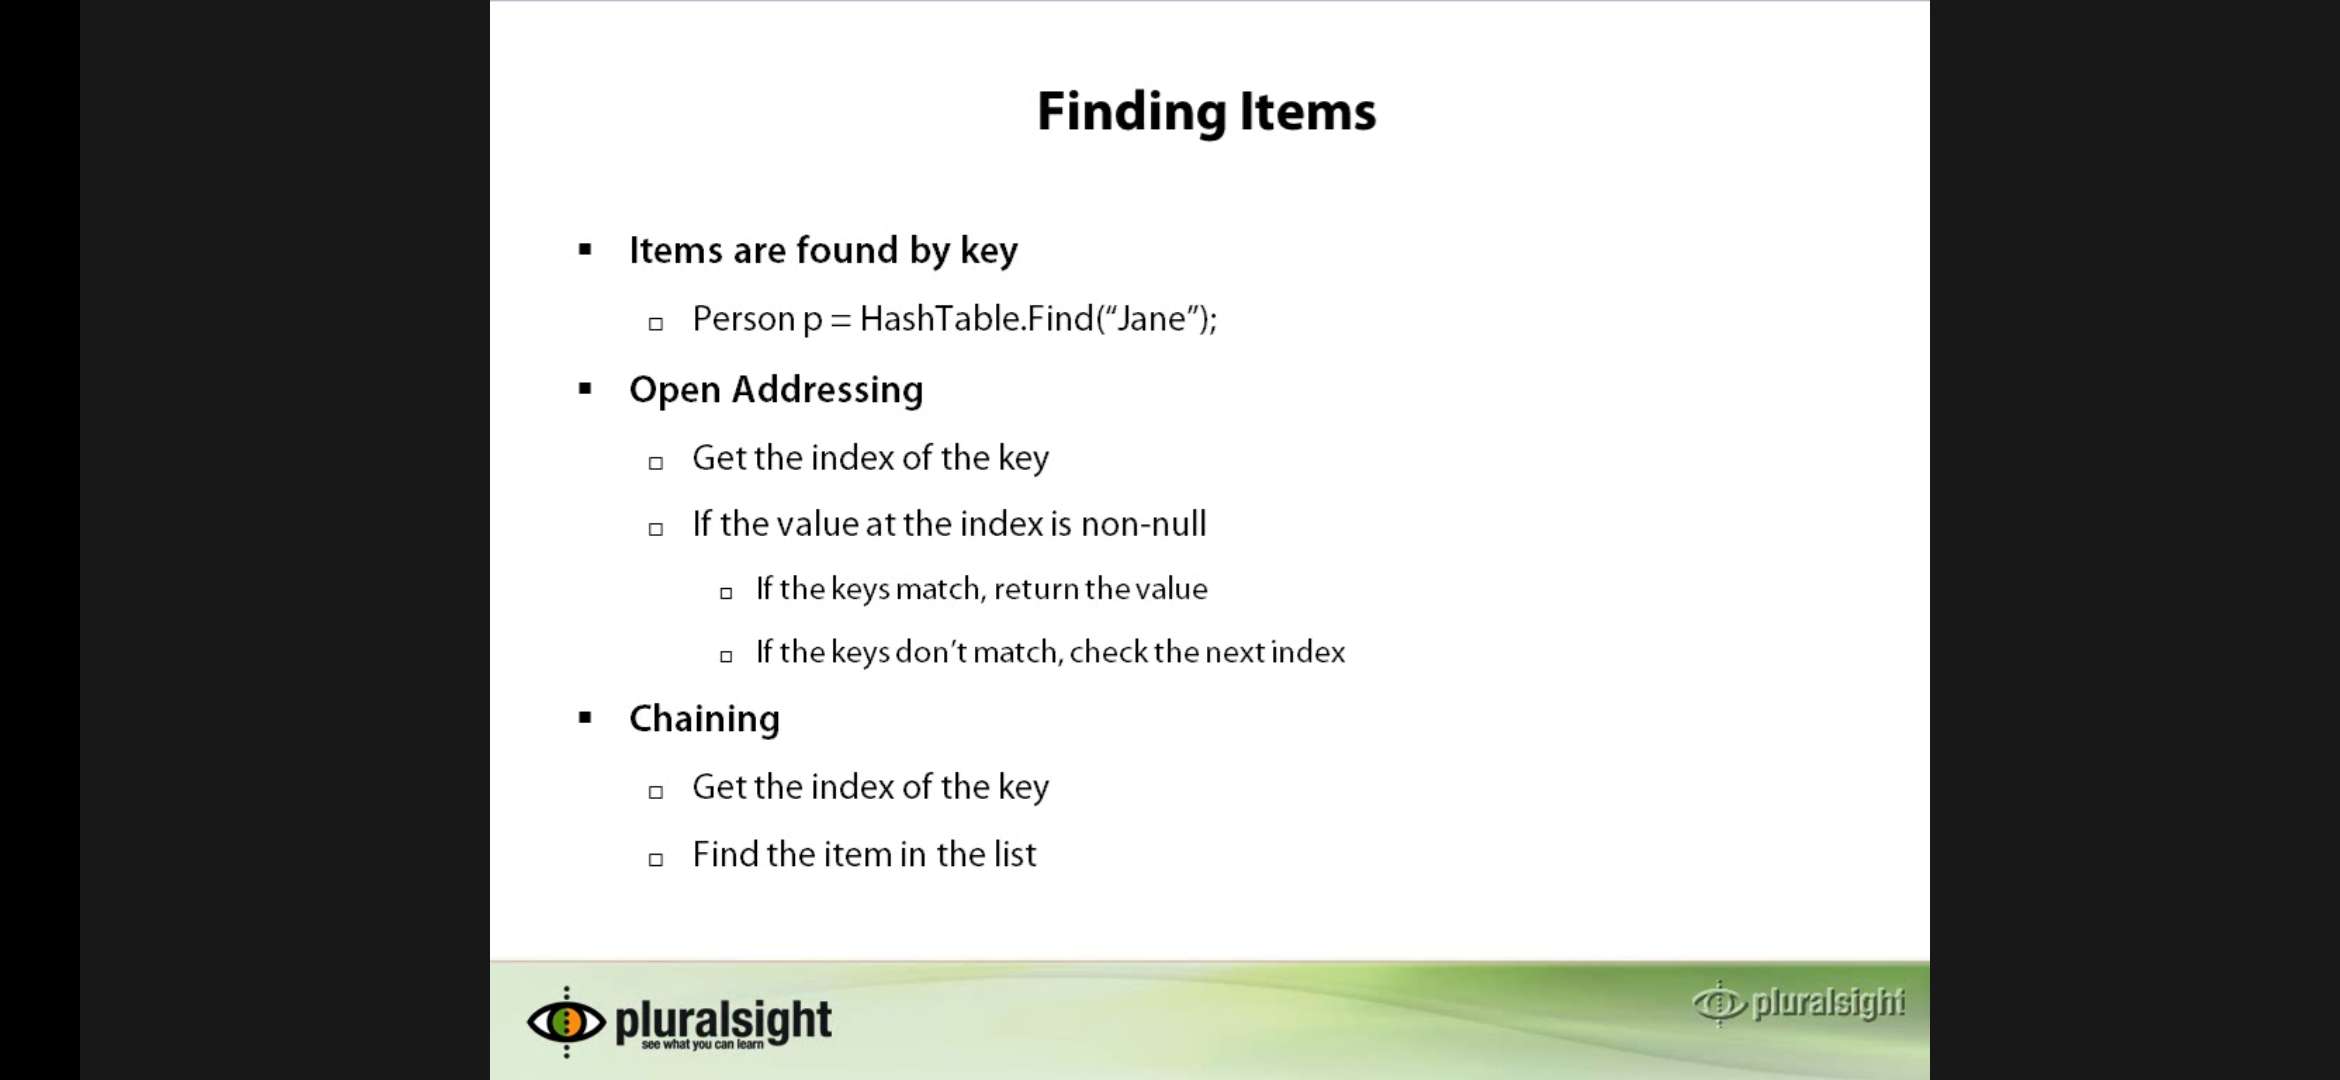 Finding Items
Items are found by key
Person p = HashTable.Find(“Jane”);
Open Addressing
Get the index of the key
If the value at the index is non-null
If the keys match, return the value
If the keys don’t match, check the next index
Chaining
Get the index of the key
Find the item in the list
pluralsight
see what you can learn
pluralsight